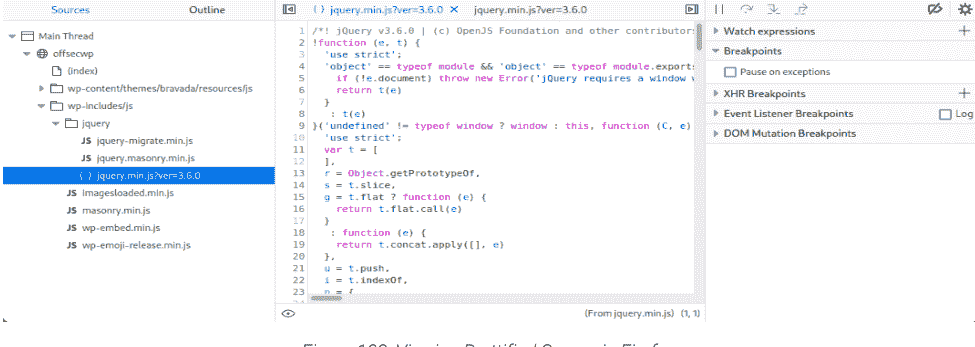 Sources
Outline
Main Thread
offsecwp
(index)
wp-content/themes/bravada/resources/js
wp-includes/js
jquery
JS jquery-migrate.min.js
JS jquery.masonry.min.js
{ } jquery.min.js?ver=3.6.0
JS imagesloaded.min.js
JS masonry.min.js
JS wp-embed.min.js
JS wp-emoji-release.min.js
{ } jquery.min.js?ver=3.6.0 ×
jquery.min.js?ver=3.6.0
1 /*! jQuery v3.6.0 | (c) OpenJS Foundation and other contributors
2 !function (e, t) {
3 'use strict';
4 'object' == typeof module && 'object' == typeof module.exports
5 if (!e.document) throw new Error('jQuery requires a window w
6 return t(e)
7 }
8 : t(e)
9 }('undefined' != typeof window ? window : this, function (C, e)
10 'use strict';
11 var t = [
12 ],
13 r = Object.getPrototypeOf,
14 s = t.slice,
15 g = t.flat ? function (e) {
16 return t.flat.call(e)
17 }
18 : function (e) {
19 return t.concat.apply([], e)
20 },
21 u = t.push,
22 i = t.indexOf,
23 n = {
(From jquery.min.js) (1, 1)
Watch expressions
Breakpoints
Pause on exceptions
XHR Breakpoints
Event Listener Breakpoints
Log
DOM Mutation Breakpoints